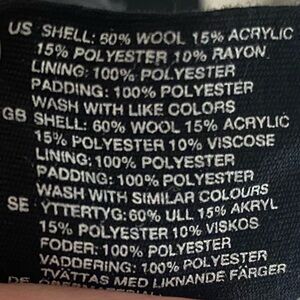 US SHELL: 60% WOOL 15% ACRYLIC
15% POLYESTER 10% RAYON
LINING: 100% POLYESTER
PADDING: 100% POLYESTER
WASH WITH LIKE COLORS
GB SHELL: 60% WOOL 15% ACRYLIC
15% POLYESTER 10% VISCOSE
LINING: 100% POLYESTER
PADDING: 100% POLYESTER
WASH WITH SIMILAR COLOURS
SE YTTERTYG: 60% ULL 15% AKRYL
15% POLYESTER 10% VISKOS
FODER: 100% POLYESTER
VADDERING: 100% POLYESTER
TVÄTTAS MED LIKNANDE FÄRGER
DE